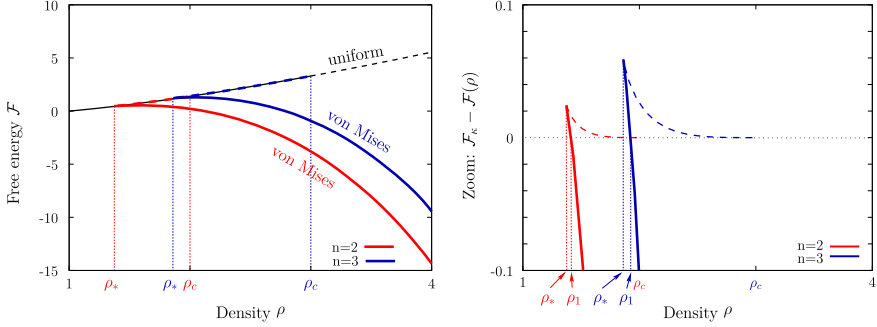 10
5
0
-5
-10
-15
Free energy 𝓕
uniform
von Mises
von Mises
n=2
n=3
1
4
ρ* ρ* ρc ρc
Density ρ
0.1
0
-0.1
Zoom: 𝓕κ − 𝓕(ρ)
n=2
n=3
1
4
ρc ρc
ρ* ρ1 ρ* ρ1
Density ρ